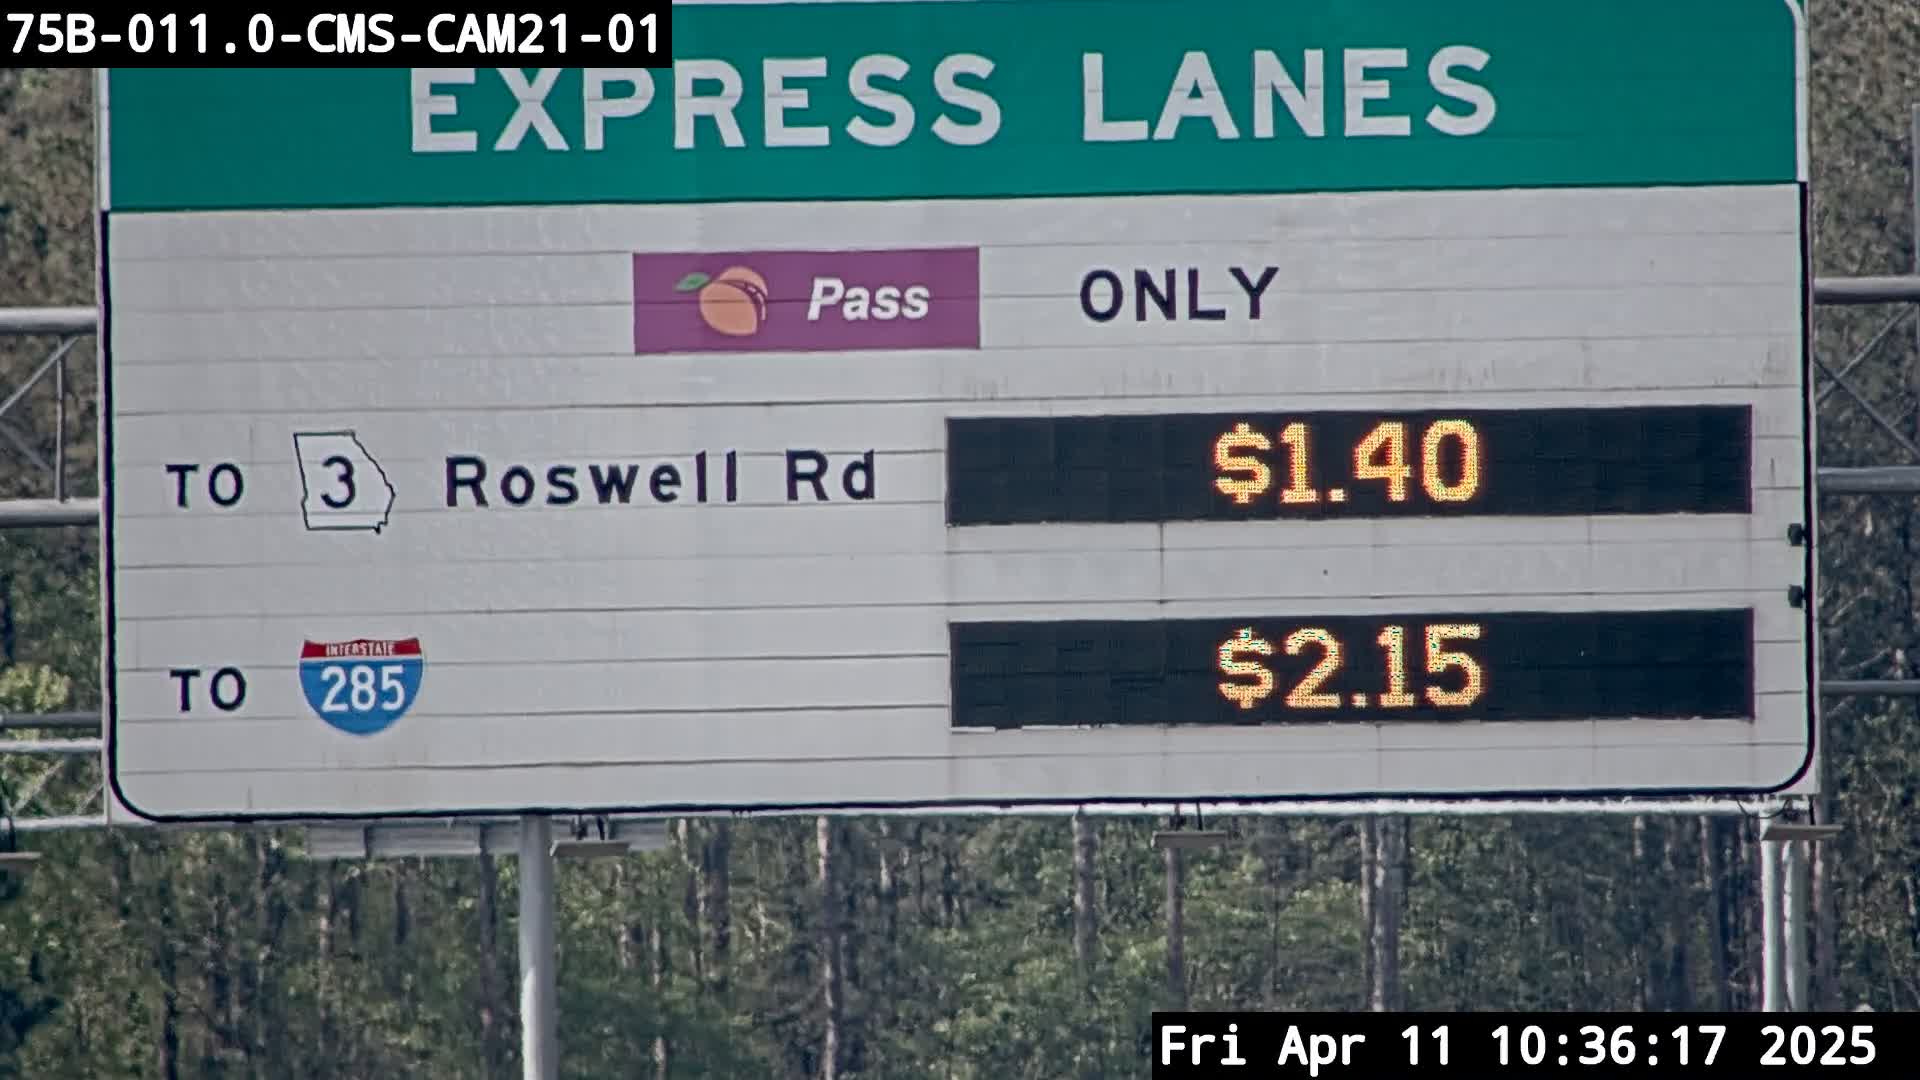 75B-011.0-CMS-CAM21-01
EXPRESS LANES
Pass ONLY
TO 3 Roswell Rd $1.40
INTERSTATE
TO 285 $2.15
Fri Apr 11 10:36:17 2025